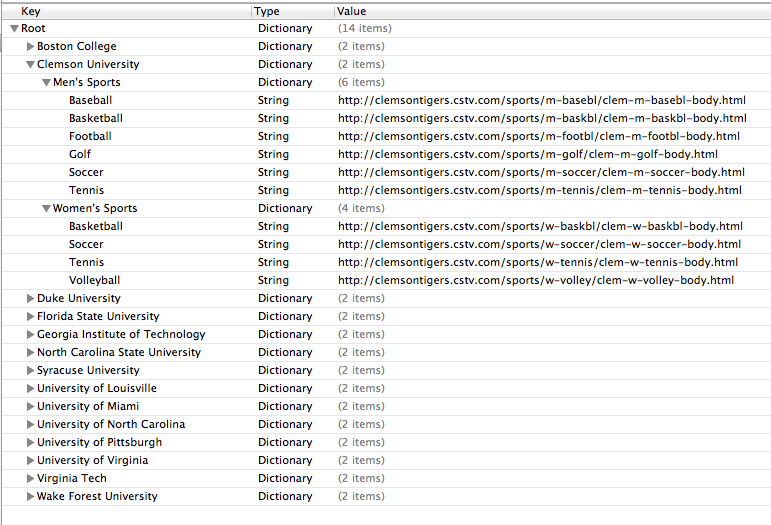 Key Type Value
Root Dictionary (14 items)
Boston College Dictionary (2 items)
Clemson University Dictionary (2 items)
Men's Sports Dictionary (6 items)
Baseball String http://clemsontigers.cstv.com/sports/m-basebl/clem-m-basebl-body.html
Basketball String http://clemsontigers.cstv.com/sports/m-baskbl/clem-m-baskbl-body.html
Football String http://clemsontigers.cstv.com/sports/m-footbl/clem-m-footbl-body.html
Golf String http://clemsontigers.cstv.com/sports/m-golf/clem-m-golf-body.html
Soccer String http://clemsontigers.cstv.com/sports/m-soccer/clem-m-soccer-body.html
Tennis String http://clemsontigers.cstv.com/sports/m-tennis/clem-m-tennis-body.html
Women's Sports Dictionary (4 items)
Basketball String http://clemsontigers.cstv.com/sports/w-baskbl/clem-w-baskbl-body.html
Soccer String http://clemsontigers.cstv.com/sports/w-soccer/clem-w-soccer-body.html
Tennis String http://clemsontigers.cstv.com/sports/w-tennis/clem-w-tennis-body.html
Volleyball String http://clemsontigers.cstv.com/sports/w-volley/clem-w-volley-body.html
Duke University Dictionary (2 items)
Florida State University Dictionary (2 items)
Georgia Institute of Technology Dictionary (2 items)
North Carolina State University Dictionary (2 items)
Syracuse University Dictionary (2 items)
University of Louisville Dictionary (2 items)
University of Miami Dictionary (2 items)
University of North Carolina Dictionary (2 items)
University of Pittsburgh Dictionary (2 items)
University of Virginia Dictionary (2 items)
Virginia Tech Dictionary (2 items)
Wake Forest University Dictionary (2 items)